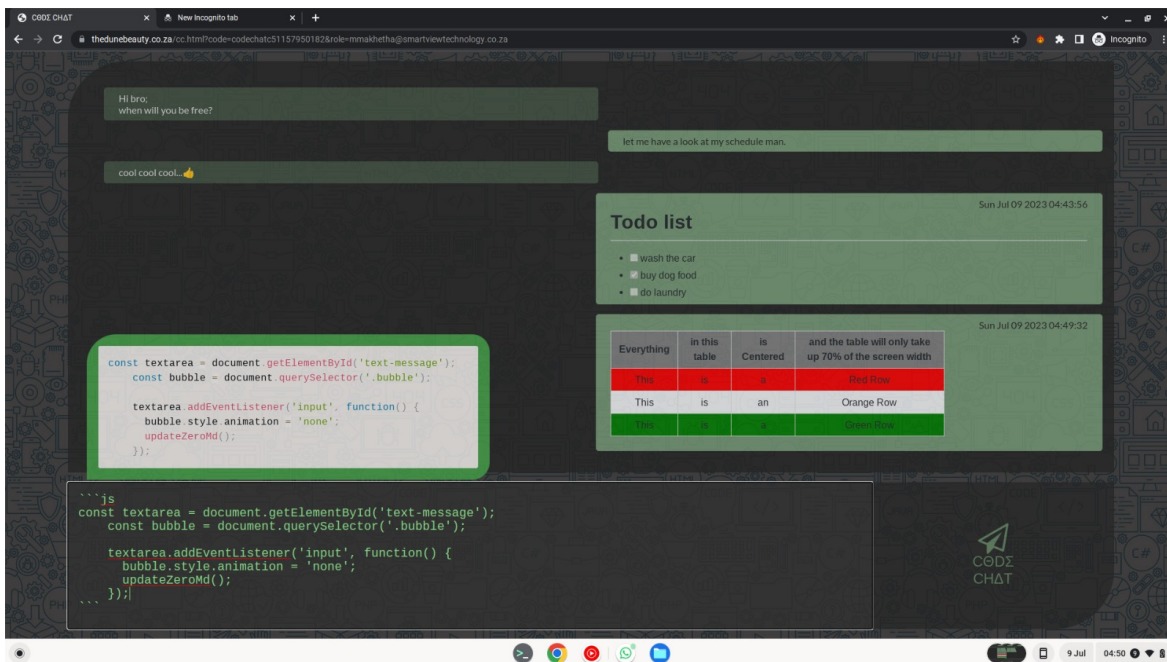 CΘDΣ CHΔT
New Incognito tab
thedunebeauty.co.za/cc.html?code=codechatc51157950182&role=mmakhetha@smartviewtechnology.co.za
Incognito
Hi bro;
when will you be free?
let me have a look at my schedule man.
cool cool cool...👍
Sun Jul 09 2023 04:43:56
Todo list
wash the car
buy dog food
do laundry
Sun Jul 09 2023 04:49:32
Everything in this table is Centered and the table will only take up 70% of the screen width
This is a Red Row
This is an Orange Row
This is a Green Row
const textarea = document.getElementById('text-message');
const bubble = document.querySelector('.bubble');
textarea.addEventListener('input', function() {
bubble.style.animation = 'none';
updateZeroMd();
});
```js
const textarea = document.getElementById('text-message');
const bubble = document.querySelector('.bubble');
textarea.addEventListener('input', function() {
bubble.style.animation = 'none';
updateZeroMd();
});
```
CΘDΣ
CHΔT
9 Jul
04:50